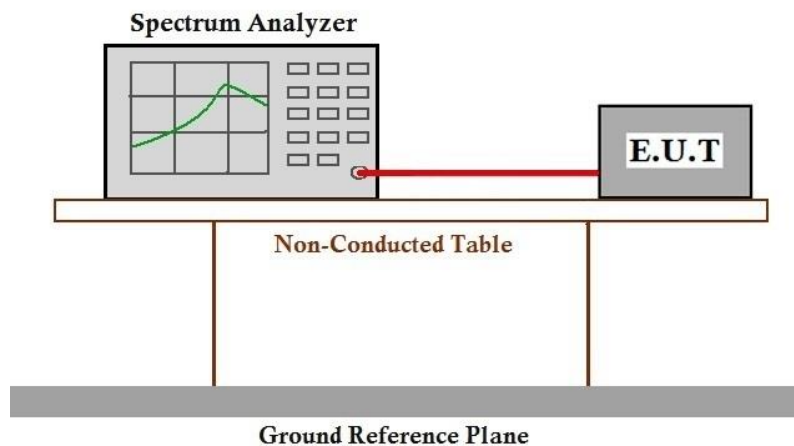 Spectrum Analyzer
E.U.T
Non-Conducted Table
Ground Reference Plane